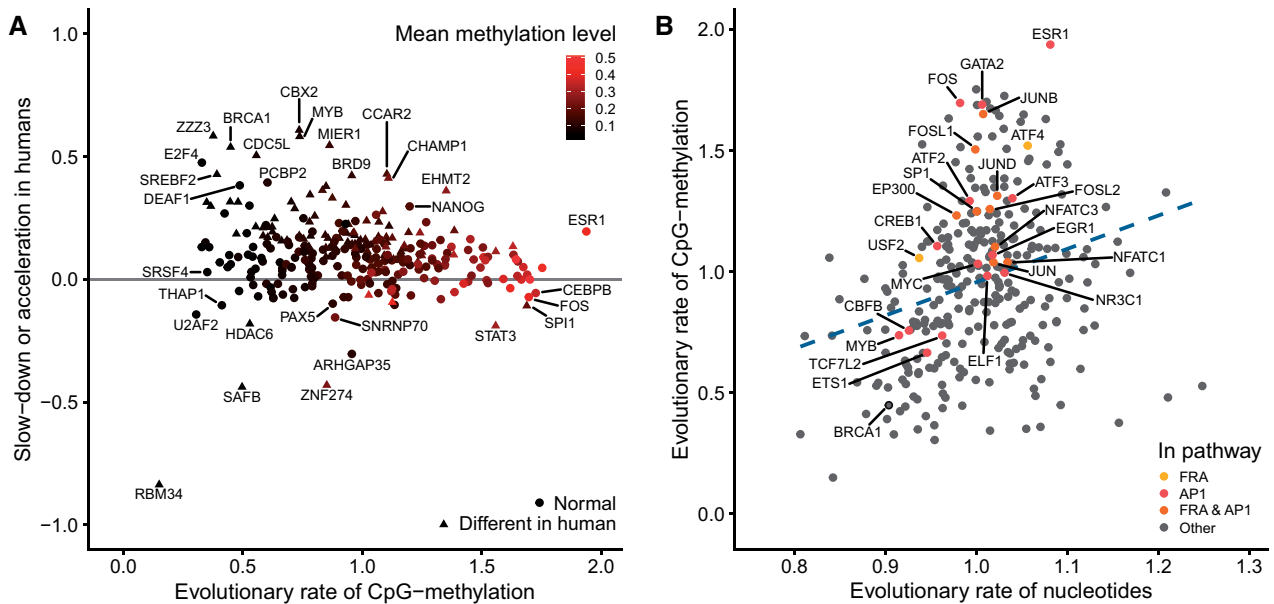 A
Mean methylation level
0.5
0.4
0.3
0.2
0.1
Slow−down or acceleration in humans
1.0
0.5
0.0
−0.5
−1.0
CBX2
MYB
BRCA1
ZZZ3
CDC5L
MIER1
CCAR2
CHAMP1
E2F4
SREBF2
PCBP2
BRD9
DEAF1
EHMT2
NANOG
ESR1
SRSF4
THAP1
U2AF2
HDAC6
PAX5
SNRNP70
CEBPB
FOS
SPI1
STAT3
ARHGAP35
SAFB
ZNF274
RBM34
Normal
Different in human
0.0
0.5
1.0
1.5
2.0
Evolutionary rate of CpG−methylation
B
Evolutionary rate of CpG−methylation
2.0
1.5
1.0
0.5
0.0
ESR1
GATA2
FOS
JUNB
FOSL1
ATF4
ATF2
JUND
SP1
ATF3
EP300
FOSL2
CREB1
NFATC3
EGR1
USF2
NFATC1
MYC
JUN
NR3C1
CBFB
MYB
TCF7L2
ELF1
ETS1
BRCA1
In pathway
FRA
AP1
FRA & AP1
Other
0.8
0.9
1.0
1.1
1.2
1.3
Evolutionary rate of nucleotides